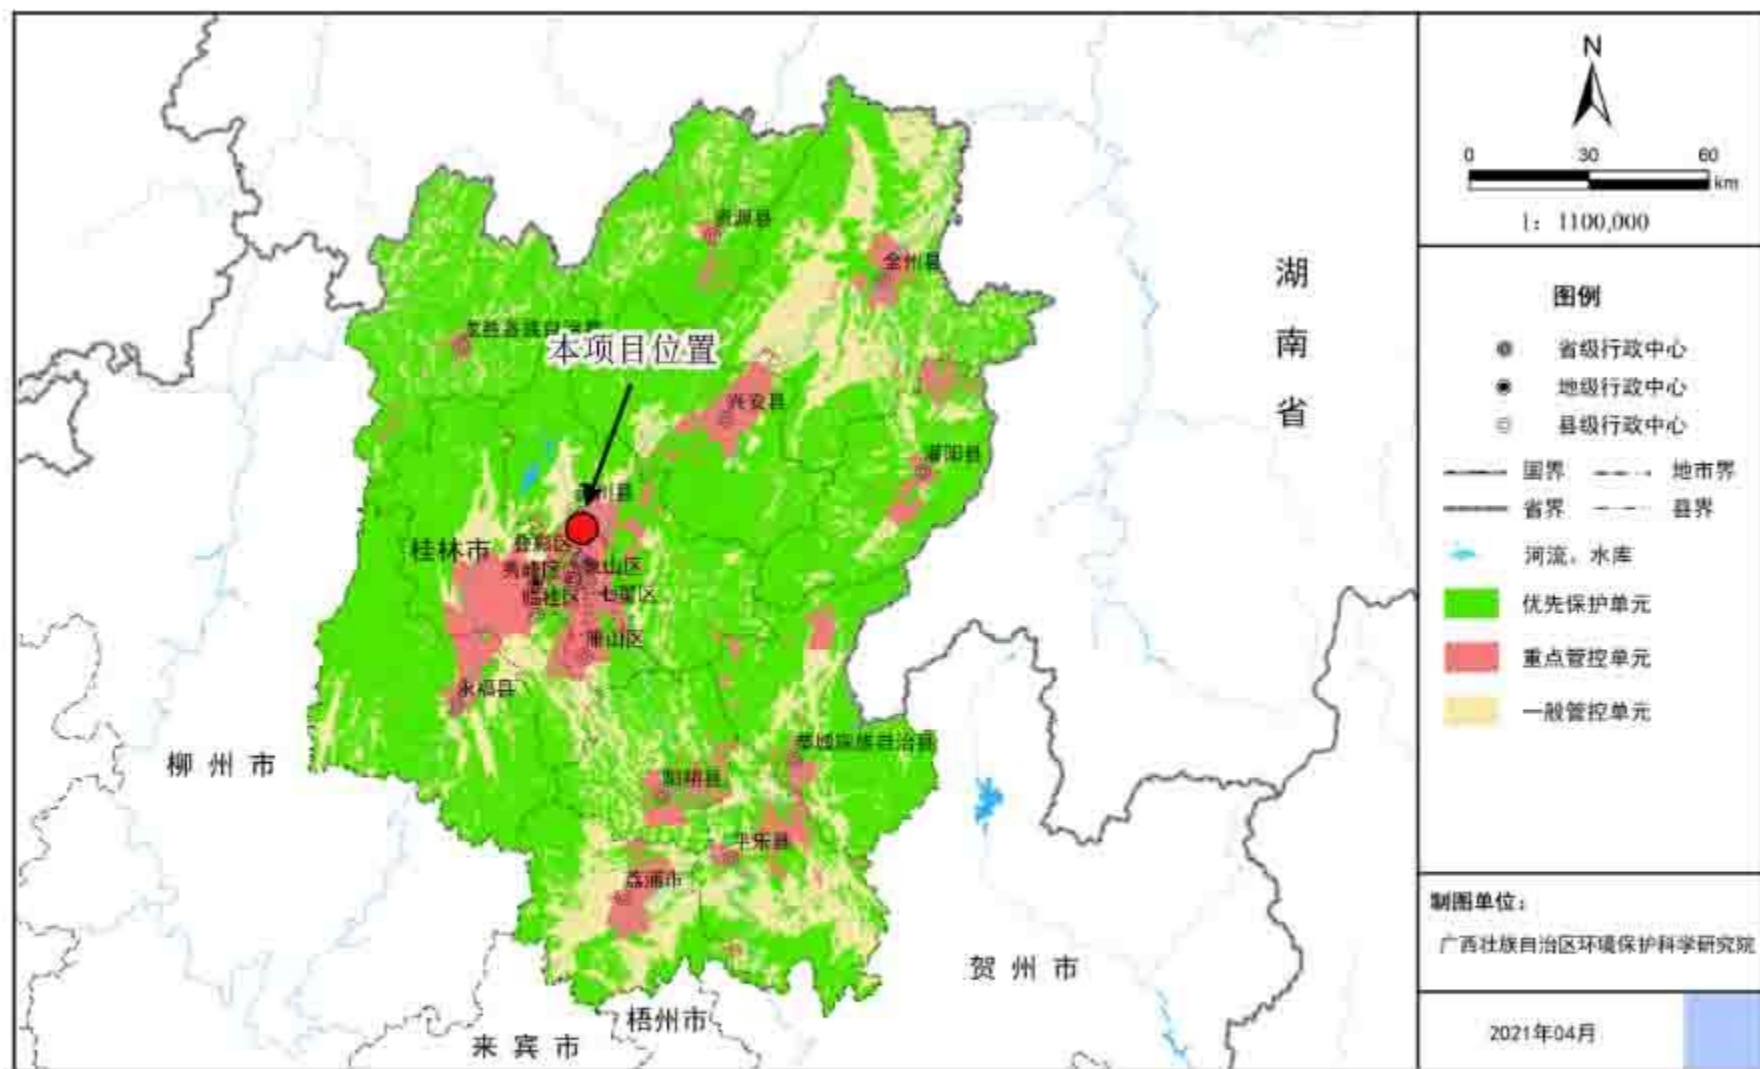 资源县
全州县
本项目位置
兴安县
灌阳县
桂林市
叠彩区
象山区
临桂区
七星区
雁山区
永福县
恭城瑶族自治县
阳朔县
平乐县
荔浦市
柳州市
来宾市
梧州市
贺州市
湖南省
N
0 30 60
km
1: 1100,000
图例
省级行政中心
地级行政中心
县级行政中心
国界 地市界
省界 县界
河流、水库
优先保护单元
重点管控单元
一般管控单元
制图单位：
广西壮族自治区环境保护科学研究院
2021年04月